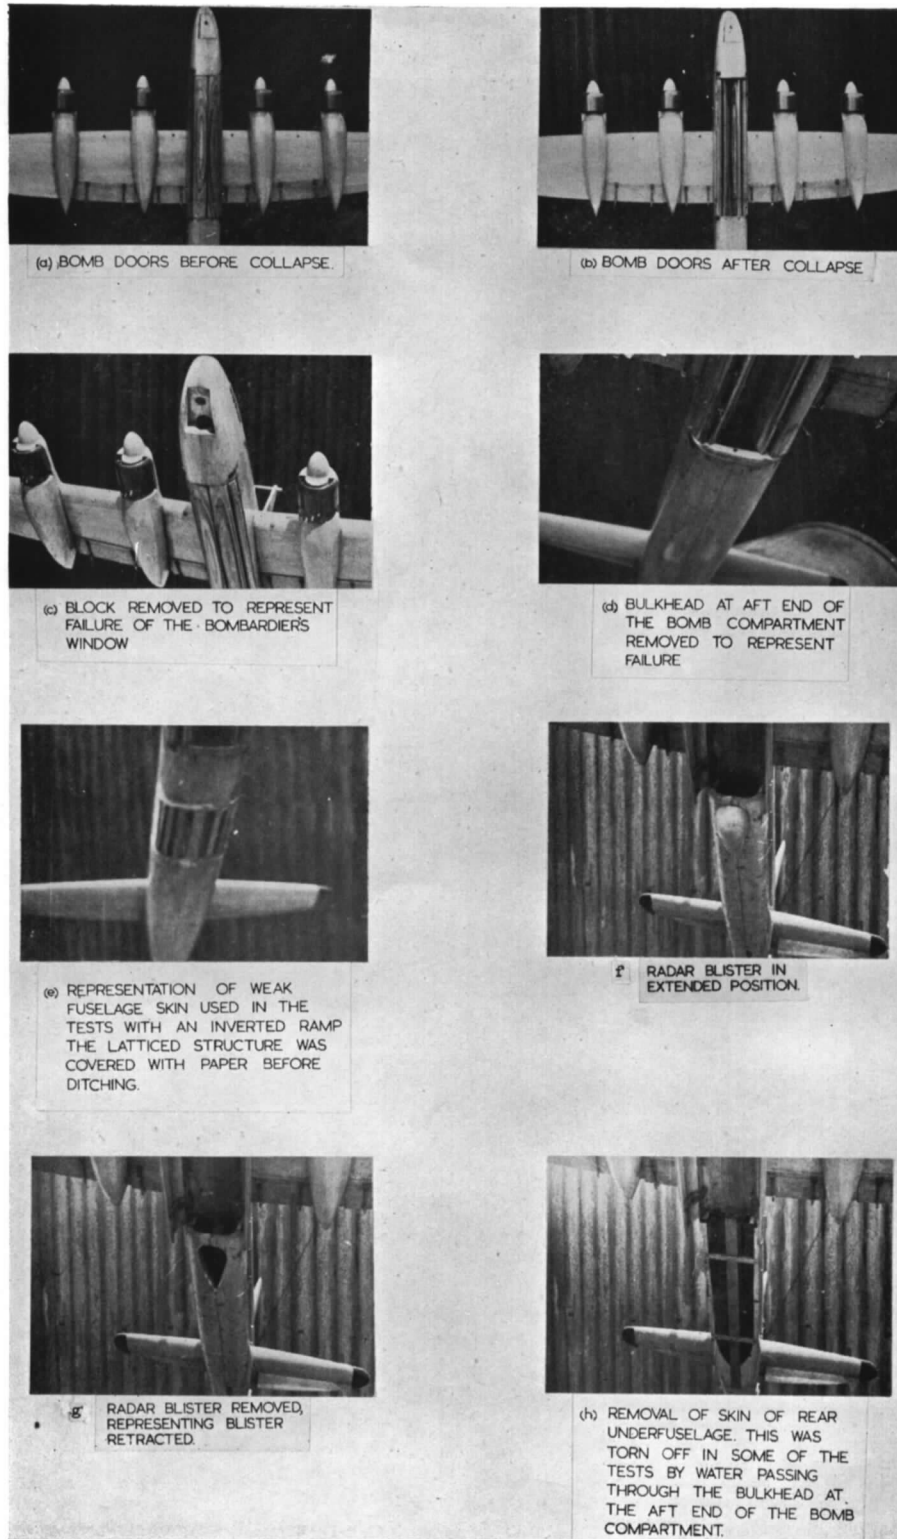 (a) BOMB DOORS BEFORE COLLAPSE.
(b) BOMB DOORS AFTER COLLAPSE
(c) BLOCK REMOVED TO REPRESENT
FAILURE OF THE BOMBARDIER'S
WINDOW
(d) BULKHEAD AT AFT END OF
THE BOMB COMPARTMENT
REMOVED TO REPRESENT
FAILURE
(e) REPRESENTATION OF WEAK
FUSELAGE SKIN USED IN THE
TESTS WITH AN INVERTED RAMP
THE LATTICED STRUCTURE WAS
COVERED WITH PAPER BEFORE
DITCHING.
f RADAR BLISTER IN
EXTENDED POSITION.
g RADAR BLISTER REMOVED,
REPRESENTING BLISTER
RETRACTED.
(h) REMOVAL OF SKIN OF REAR
UNDERFUSELAGE. THIS WAS
TORN OFF IN SOME OF THE
TESTS BY WATER PASSING
THROUGH THE BULKHEAD AT
THE AFT END OF THE BOMB
COMPARTMENT.